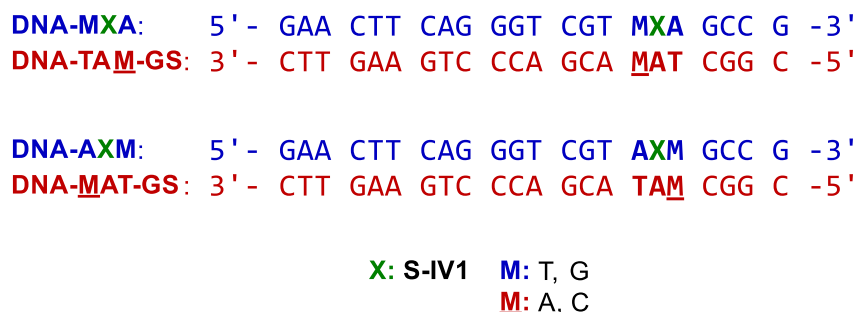 DNA-MXA: 5'- GAA CTT CAG GGT CGT MXA GCC G -3'
DNA-TAM-GS: 3'- CTT GAA GTC CCA GCA MAT CGG C -5'
DNA-AXM: 5'- GAA CTT CAG GGT CGT AXM GCC G -3'
DNA-MAT-GS: 3'- CTT GAA GTC CCA GCA TAM CGG C -5'
X: S-IV1 M: T, G
M: A, C